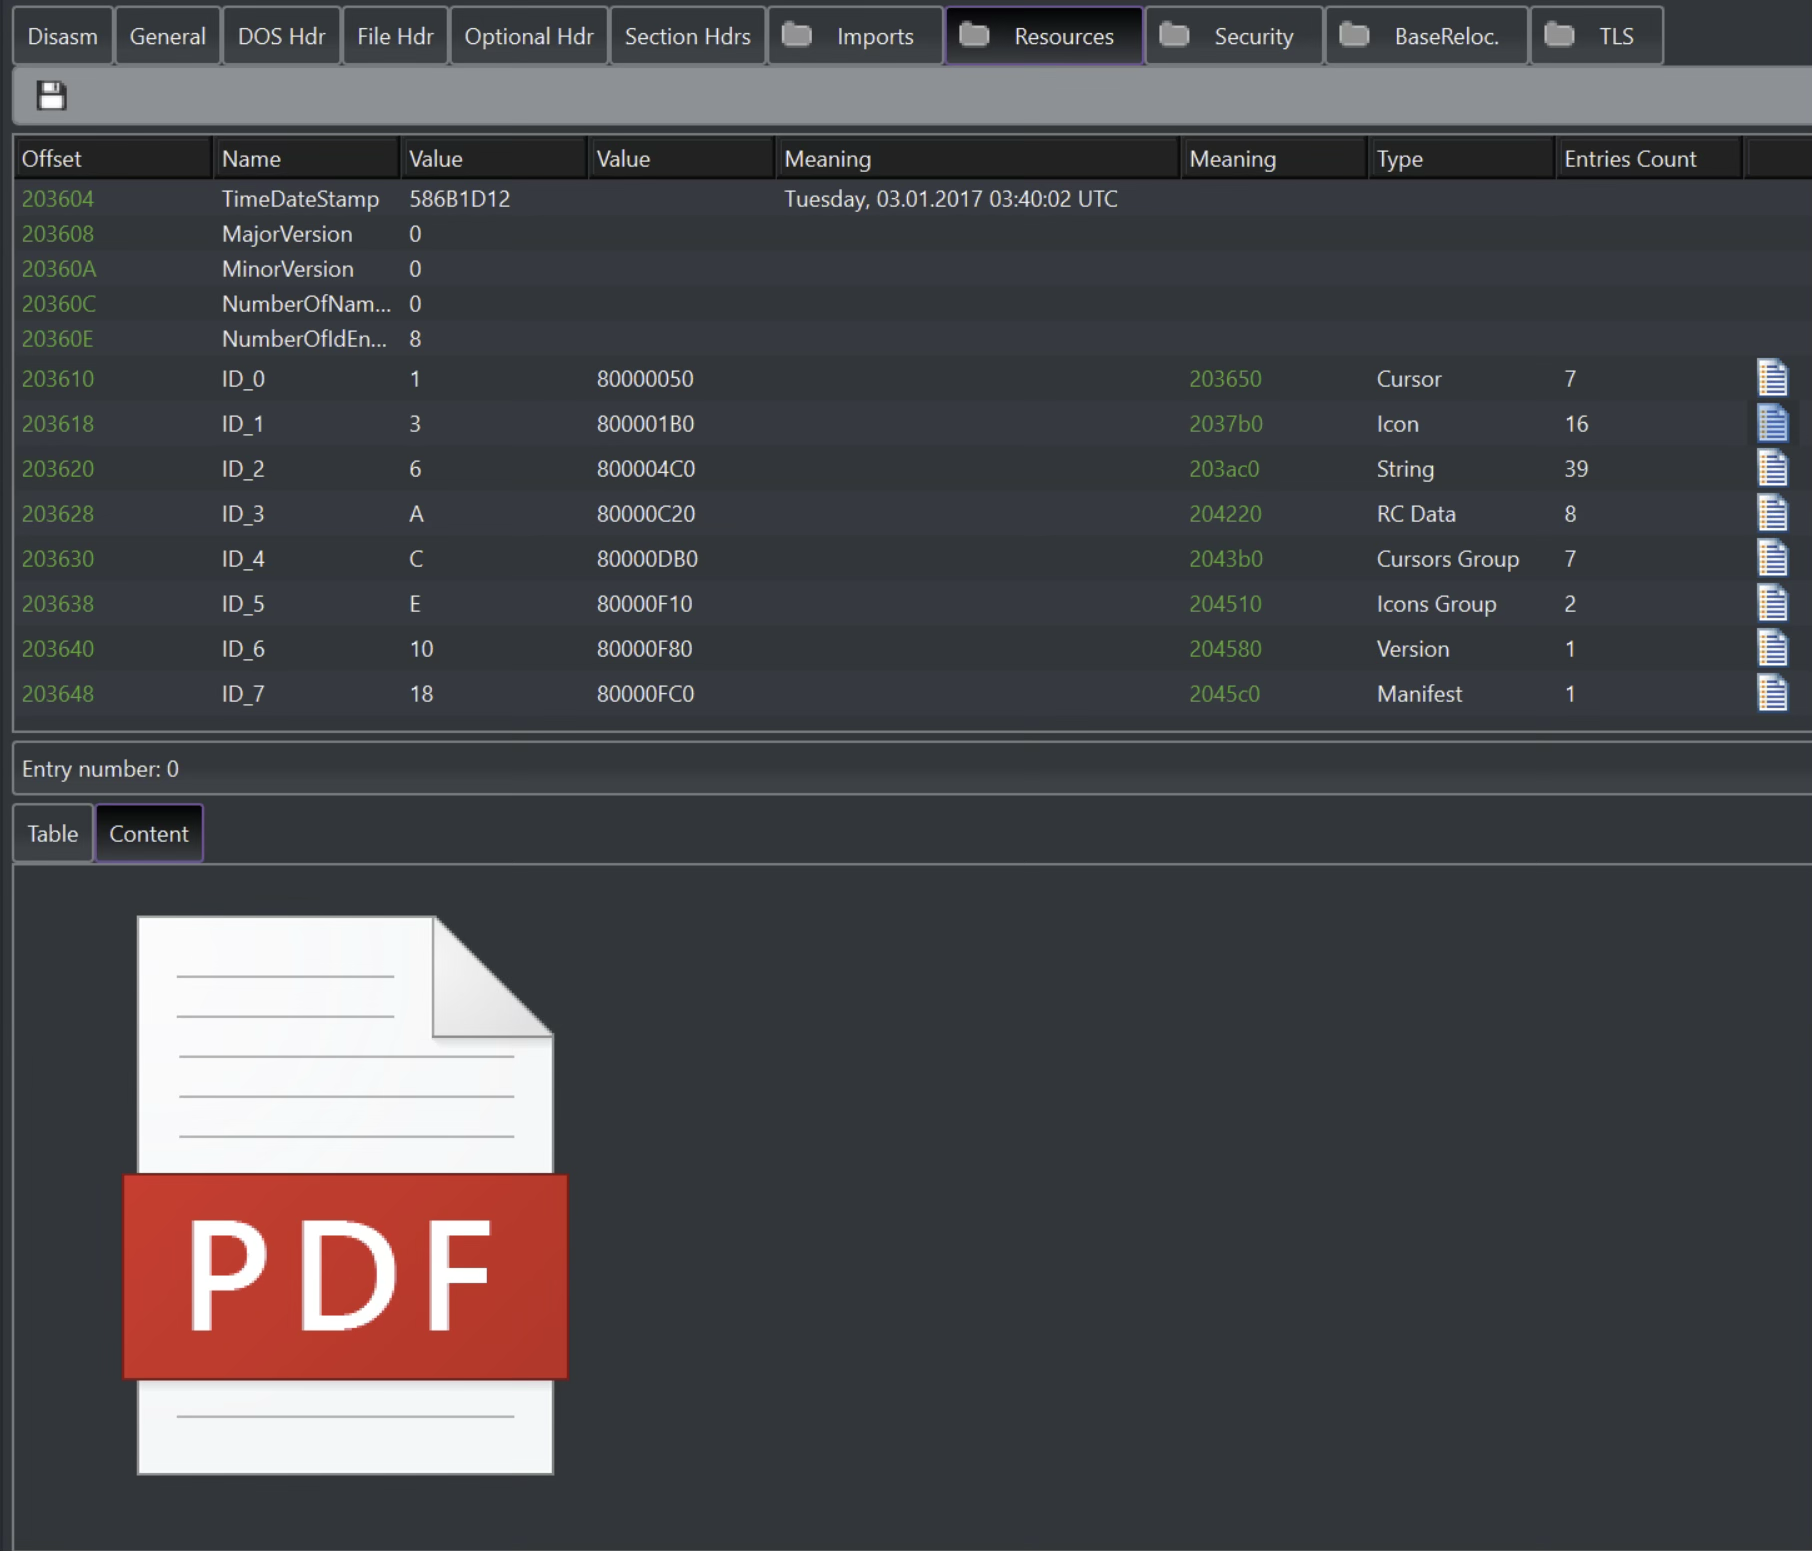 Disasm General DOS Hdr File Hdr Optional Hdr Section Hdrs Imports Resources Security BaseReloc. TLS
Offset Name Value Value Meaning Meaning Type Entries Count
203604 TimeDateStamp 586B1D12 Tuesday, 03.01.2017 03:40:02 UTC
203608 MajorVersion 0
20360A MinorVersion 0
20360C NumberOfNam... 0
20360E NumberOfIdEn... 8
203610 ID_0 1 80000050 203650 Cursor 7
203618 ID_1 3 800001B0 2037b0 Icon 16
203620 ID_2 6 800004C0 203ac0 String 39
203628 ID_3 A 80000C20 204220 RC Data 8
203630 ID_4 C 80000DB0 2043b0 Cursors Group 7
203638 ID_5 E 80000F10 204510 Icons Group 2
203640 ID_6 10 80000F80 204580 Version 1
203648 ID_7 18 80000FC0 2045c0 Manifest 1
Entry number: 0
Table Content
PDF